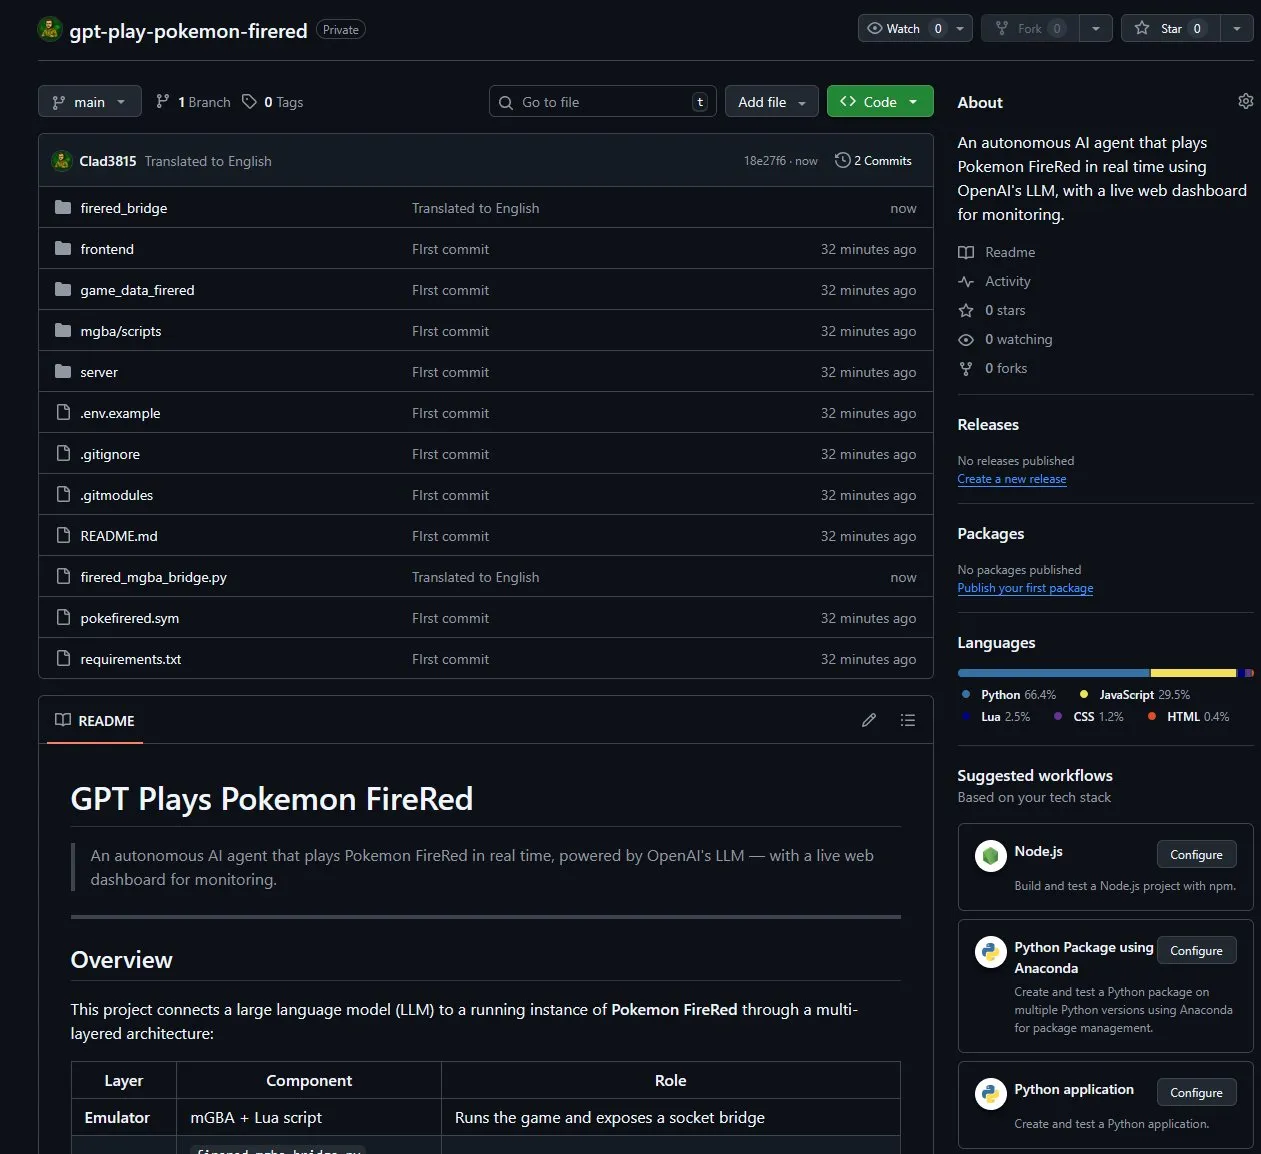 gpt-play-pokemon-firered Private
Watch 0
Fork 0
Star 0
main
1 Branch
0 Tags
Go to file t
Add file
Code
Clad3815 Translated to English 18e27f6 · now 2 Commits
firered_bridge Translated to English now
frontend FIrst commit 32 minutes ago
game_data_firered FIrst commit 32 minutes ago
mgba/scripts FIrst commit 32 minutes ago
server FIrst commit 32 minutes ago
.env.example FIrst commit 32 minutes ago
.gitignore FIrst commit 32 minutes ago
.gitmodules FIrst commit 32 minutes ago
README.md FIrst commit 32 minutes ago
firered_mgba_bridge.py Translated to English now
pokefirered.sym FIrst commit 32 minutes ago
requirements.txt FIrst commit 32 minutes ago
README
GPT Plays Pokemon FireRed
An autonomous AI agent that plays Pokemon FireRed in real time, powered by OpenAI's LLM — with a live web
dashboard for monitoring.
Overview
This project connects a large language model (LLM) to a running instance of Pokemon FireRed through a multi-
layered architecture:
Layer Component Role
Emulator mGBA + Lua script Runs the game and exposes a socket bridge
firered_mgba_bridge.py
About
An autonomous AI agent that plays
Pokemon FireRed in real time using
OpenAI's LLM, with a live web dashboard
for monitoring.
Readme
Activity
0 stars
0 watching
0 forks
Releases
No releases published
Create a new release
Packages
No packages published
Publish your first package
Languages
Python 66.4% JavaScript 29.5%
Lua 2.5% CSS 1.2% HTML 0.4%
Suggested workflows
Based on your tech stack
Node.js Configure
Build and test a Node.js project with npm.
Python Package using Configure
Anaconda
Create and test a Python package on
multiple Python versions using Anaconda
for package management.
Python application Configure
Create and test a Python application.